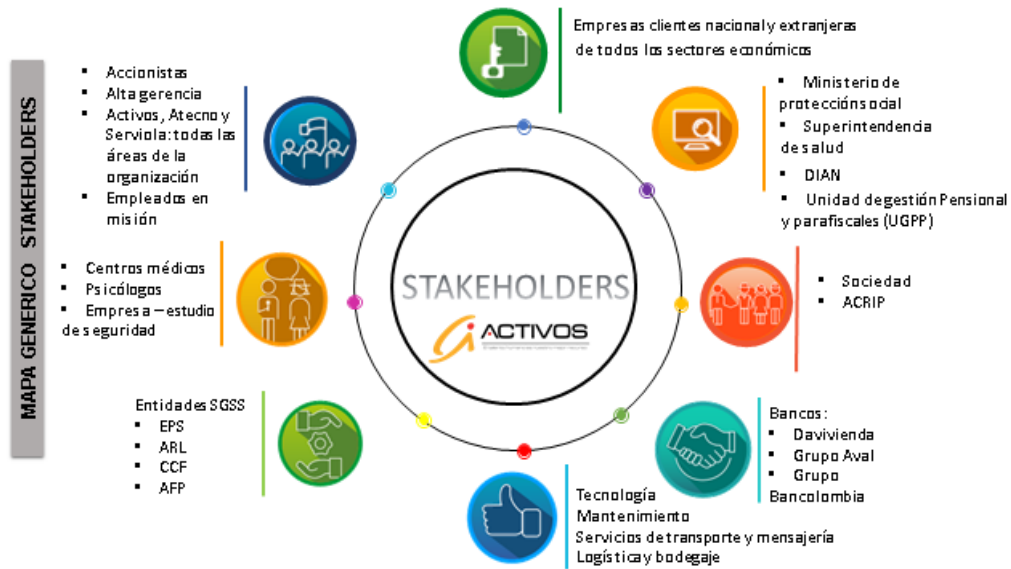 MAPA GENERICO STAKEHOLDERS
Empresas clientes nacional y extranjeras
de todos los sectores económicos
▪ Ministerio de
protección social
▪ Superintendencia
de salud
▪ DIAN
▪ Unidad de gestión Pensional
y parafiscales (UGPP)
▪ Sociedad
▪ ACRIP
Bancos:
▪ Davivienda
▪ Grupo Aval
▪ Grupo
Bancolombia
Tecnología
Mantenimiento
Servicios de transporte y mensajería
Logística y bodegaje
Entidades SGSS
▪ EPS
▪ ARL
▪ CCF
▪ AFP
▪ Centros médicos
▪ Psicólogos
▪ Empresa – estudio
de seguridad
▪ Accionistas
▪ Alta gerencia
▪ Activos, Atecno y
Serviola: todas las
áreas de la
organización
▪ Empleados en
misión
STAKEHOLDERS
ACTIVOS